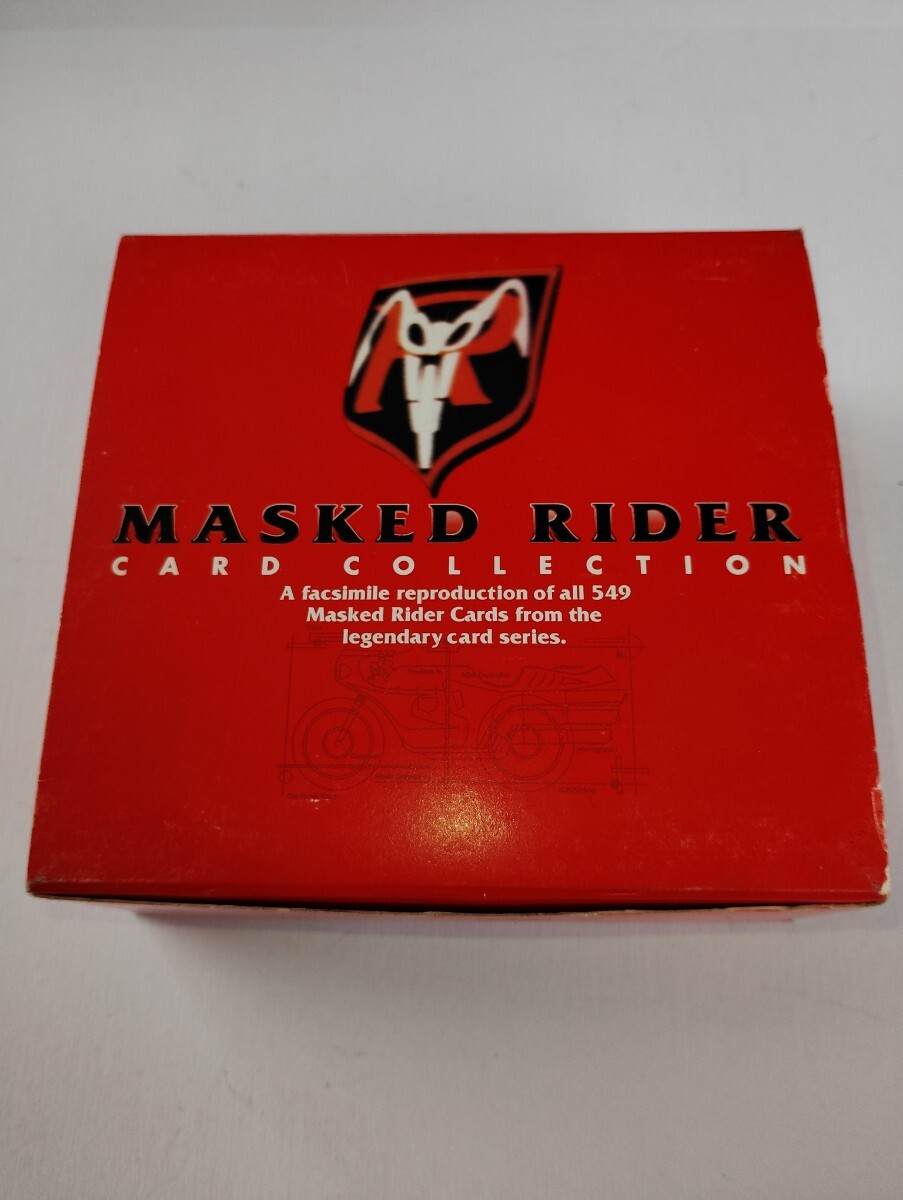 R
MASKED RIDER
CARD COLLECTION
A facsimile reproduction of all 549
Masked Rider Cards from the
legendary card series.